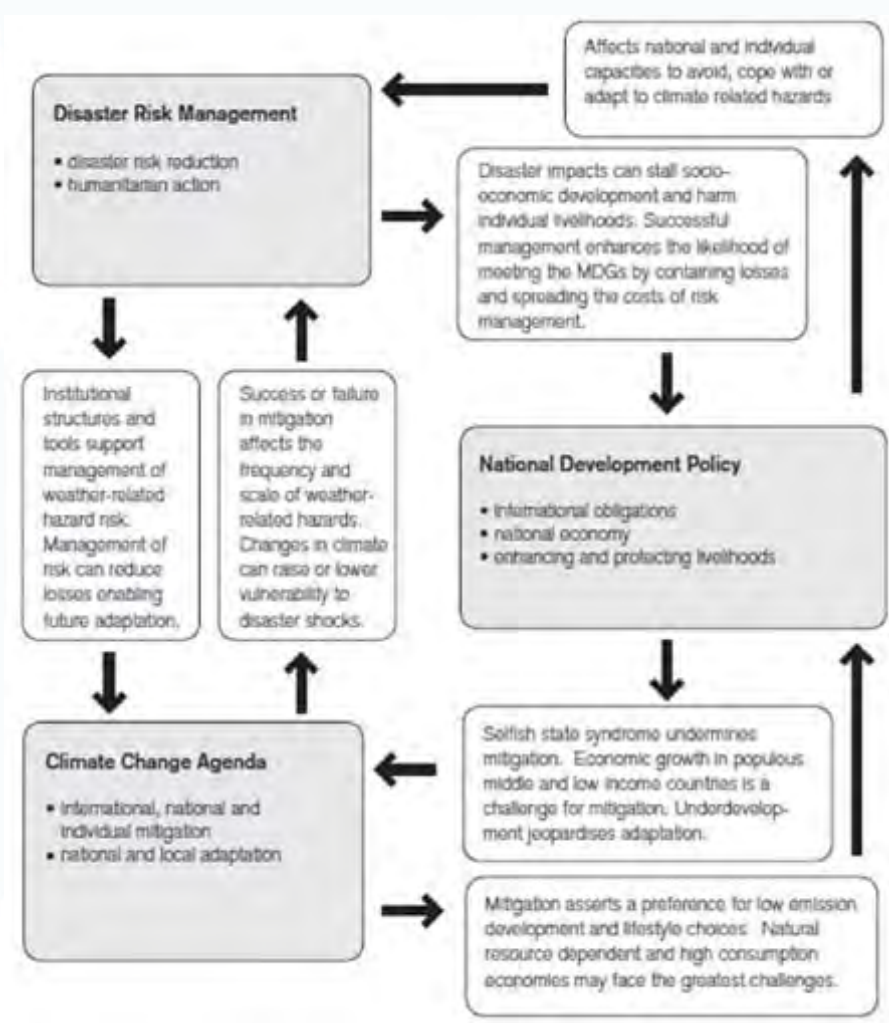 Affects national and individual
capacities to avoid, cope with or
adapt to climate related hazards
Disaster Risk Management
• disaster risk reduction
• humanitarian action
Disaster impacts can stall socio-
economic development and harm
individual livelihoods. Successful
management enhances the likelihood of
meeting the MDGs by containing losses
and spreading the costs of risk
management.
Institutional
structures and
tools support
management of
weather-related
hazard risk.
Management of
risk can reduce
losses enabling
future adaptation.
Success or failure
in mitigation
affects the
frequency and
scale of weather-
related hazards.
Changes in climate
can raise or lower
vulnerability to
disaster shocks.
National Development Policy
• international obligations
• national economy
• enhancing and protecting livelihoods
Selfish state syndrome undermines
mitigation. Economic growth in populous
middle and low income countries is a
challenge for mitigation. Underdevelop-
ment jeopardises adaptation.
Climate Change Agenda
• international, national and
individual mitigation
• national and local adaptation
Mitigation asserts a preference for low emission
development and lifestyle choices. Natural
resource dependent and high consumption
economies may face the greatest challenges.